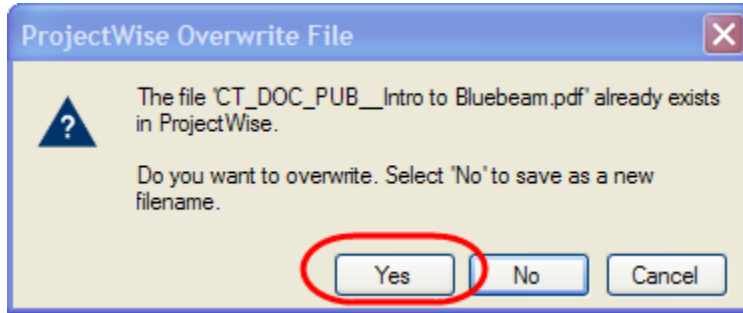 ProjectWise Overwrite File
The file 'CT_DOC_PUB__Intro to Bluebeam.pdf' already exists
in ProjectWise.
Do you want to overwrite. Select 'No' to save as a new
filename.
Yes
No
Cancel